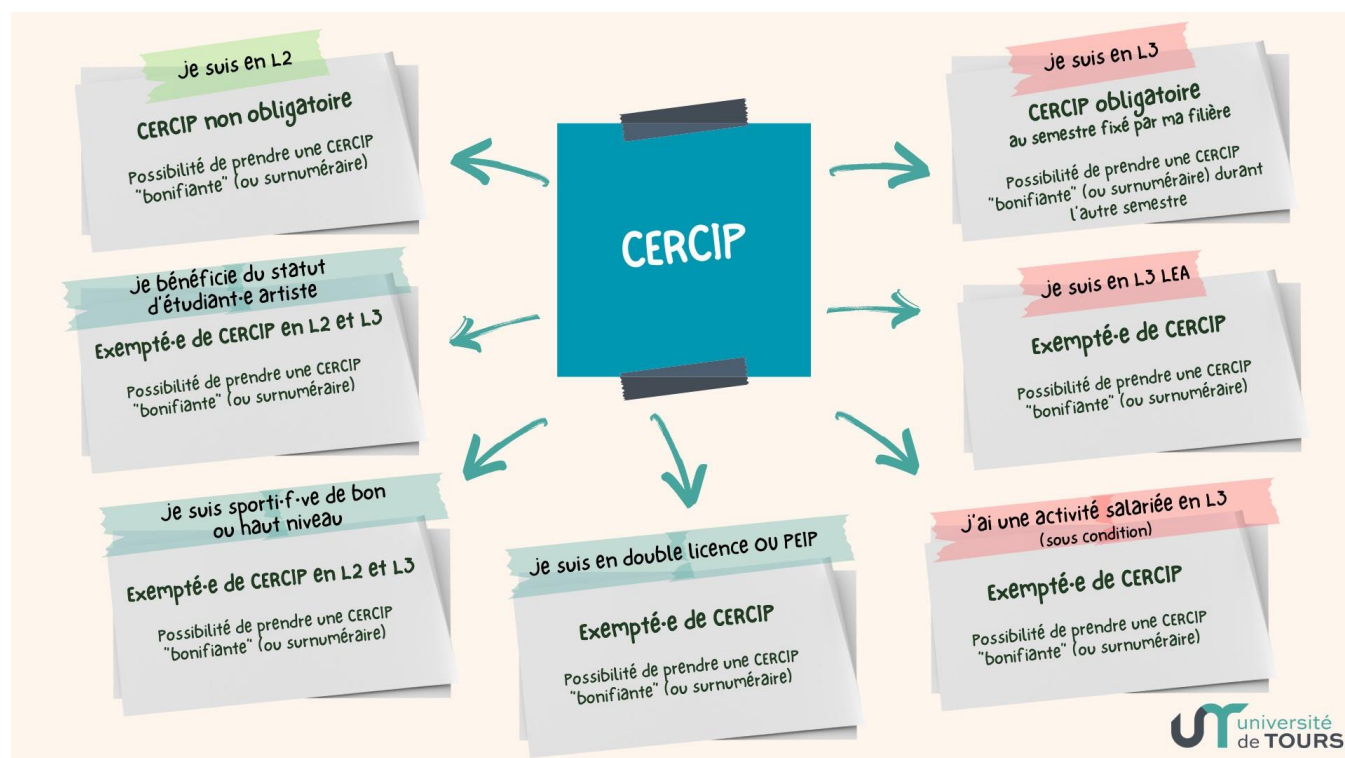 je suis en L2
CERCIP non obligatoire
Possibilité de prendre une CERCIP
"bonifiante" (ou surnuméraire)
je bénéficie du statut
d'étudiant·e artiste
Exempté·e de CERCIP en L2 et L3
Possibilité de prendre une CERCIP
"bonifiante" (ou surnuméraire)
je suis sporti·f·ve de bon
ou haut niveau
Exempté·e de CERCIP en L2 et L3
Possibilité de prendre une CERCIP
"bonifiante" (ou surnuméraire)
CERCIP
je suis en double licence OU PEIP
Exempté·e de CERCIP
Possibilité de prendre une CERCIP
"bonifiante" (ou surnuméraire)
je suis en L3
CERCIP obligatoire
au semestre fixé par ma filière
Possibilité de prendre une CERCIP
"bonifiante" (ou surnuméraire) durant
l'autre semestre
je suis en L3 LEA
Exempté·e de CERCIP
Possibilité de prendre une CERCIP
"bonifiante" (ou surnuméraire)
j'ai une activité salariée en L3
(sous condition)
Exempté·e de CERCIP
Possibilité de prendre une CERCIP
"bonifiante" (ou surnuméraire)
UT université
de TOURS